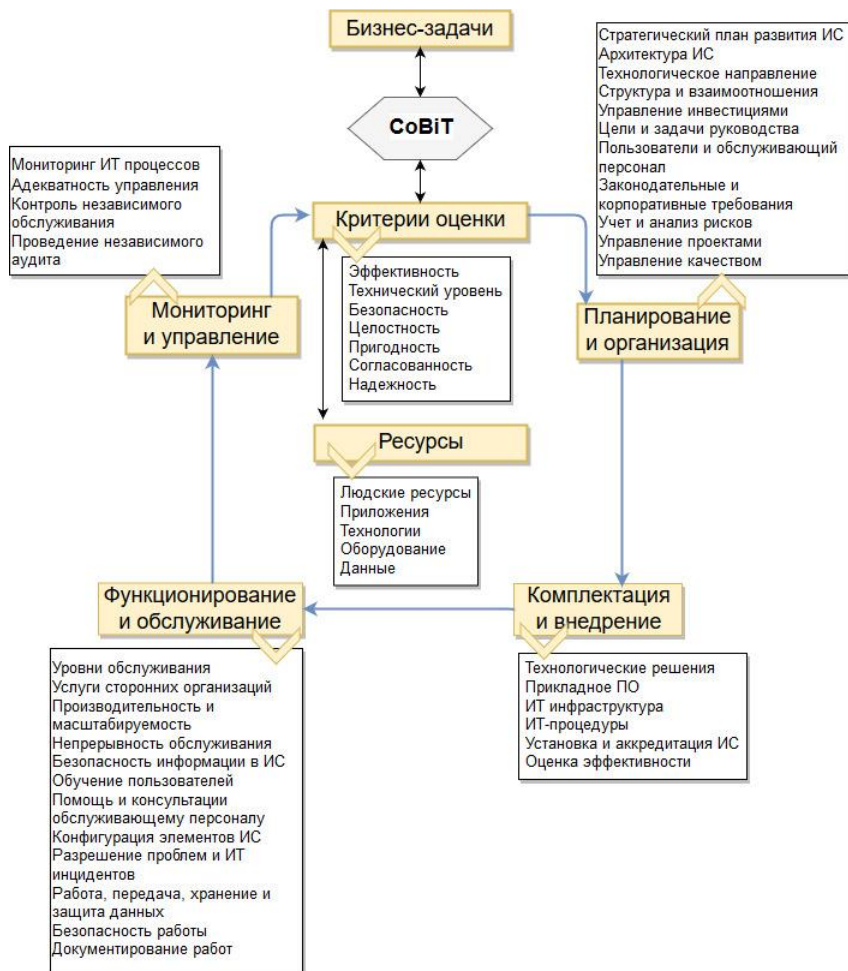 Бизнес-задачи
CoBiT
Стратегический план развития ИС
Архитектура ИС
Технологическое направление
Структура и взаимоотношения
Управление инвестициями
Цели и задачи руководства
Пользователи и обслуживающий
персонал
Законодательные и
корпоративные требования
Учет и анализ рисков
Управление проектами
Управление качеством
Мониторинг ИТ процессов
Адекватность управления
Контроль независимого
обслуживания
Проведение независимого
аудита
Критерии оценки
Эффективность
Технический уровень
Безопасность
Целостность
Пригодность
Согласованность
Надежность
Мониторинг
и управление
Планирование
и организация
Ресурсы
Людские ресурсы
Приложения
Технологии
Оборудование
Данные
Функционирование
и обслуживание
Комплектация
и внедрение
Уровни обслуживания
Услуги сторонних организаций
Производительность и
масштабируемость
Непрерывность обслуживания
Безопасность информации в ИС
Обучение пользователей
Помощь и консультации
обслуживающему персоналу
Конфигурация элементов ИС
Разрешение проблем и ИТ
инцидентов
Работа, передача, хранение и
защита данных
Безопасность работы
Документирование работ
Технологические решения
Прикладное ПО
ИТ инфраструктура
ИТ-процедуры
Установка и аккредитация ИС
Оценка эффективности